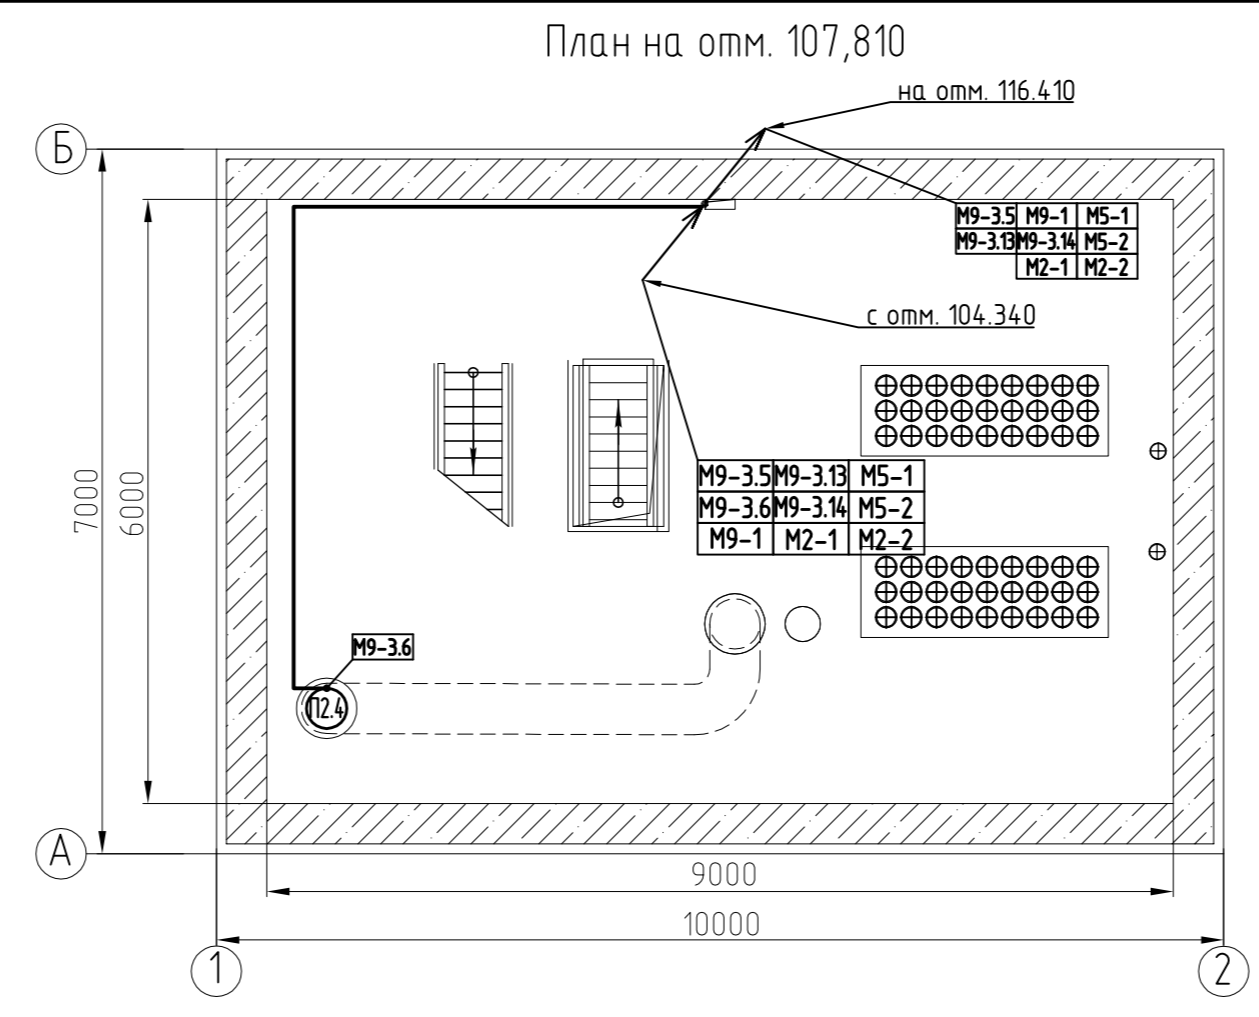 План на отм. 107,810
на отм. 116.410
Б
М9-3.5 М9-1 М5-1
М9-3.13 М9-3.14 М5-2
М2-1 М2-2
с отм. 104.340
7000
6000
М9-3.5 М9-3.13 М5-1
М9-3.6 М9-3.14 М5-2
М9-1 М2-1 М2-2
М9-3.6
П2.4
А
9000
10000
1
2